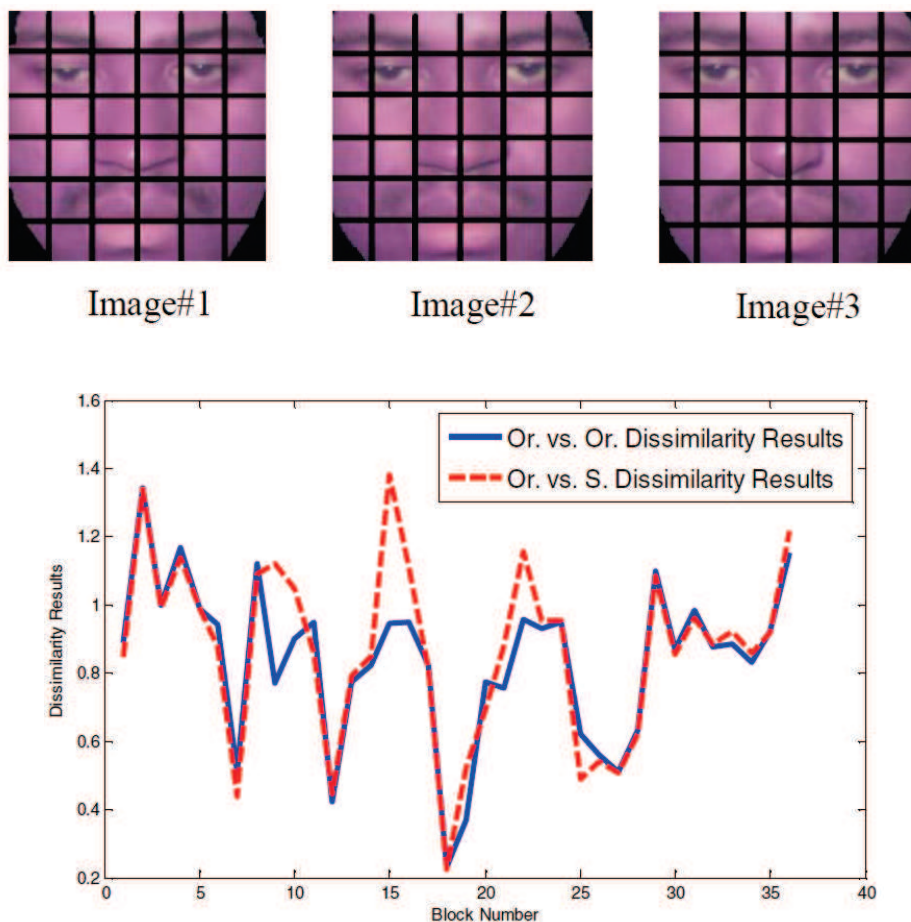 Image#1 Image#2 Image#3
1.6
1.4
1.2
1
0.8
0.6
0.4
0.2
Dissimilarity Results
Or. vs. Or. Dissimilarity Results
Or. vs. S. Dissimilarity Results
0 5 10 15 20 25 30 35 40
Block Number